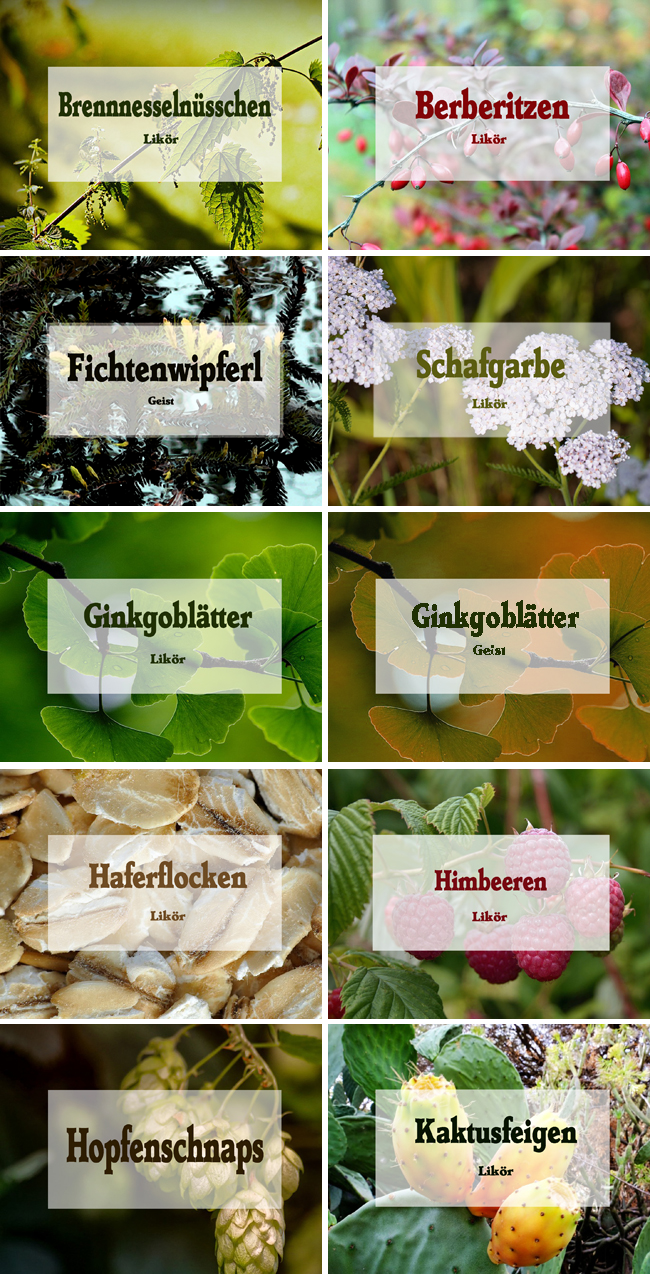 Brennnesselnüsschen
Likör
Berberitzen
Likör
Fichtenwipferl
Geist
Schafgarbe
Likör
Ginkgoblätter
Likör
Ginkgoblätter
Geist
Haferflocken
Likör
Himbeeren
Likör
Hopfenschnaps
Kaktusfeigen
Likör